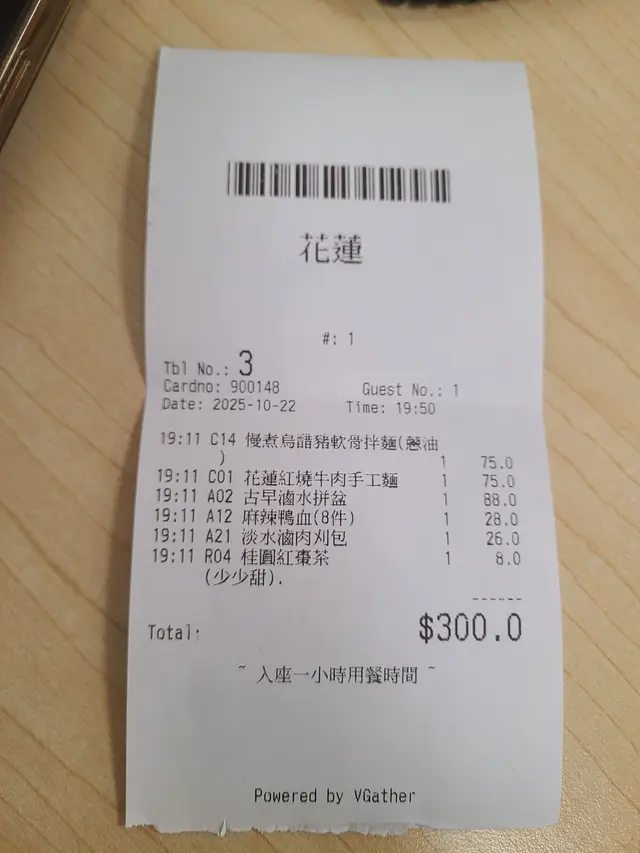 花蓮
#: 1
Tbl No.: 3
Cardno: 900148 Guest No.: 1
Date: 2025-10-22 Time: 19:50
19:11 C14 慢煮烏醋豬軟骨拌麵(蔥油
) 1 75.0
19:11 C01 花蓮紅燒牛肉手工麵 1 75.0
19:11 A02 古早滷水拼盆 1 88.0
19:11 A12 麻辣鴨血(8件) 1 28.0
19:11 A21 淡水滷肉刈包 1 26.0
19:11 R04 桂圓紅棗茶 1 8.0
(少少甜).
------
Total: $300.0
~ 入座一小時用餐時間 ~
Powered by VGather